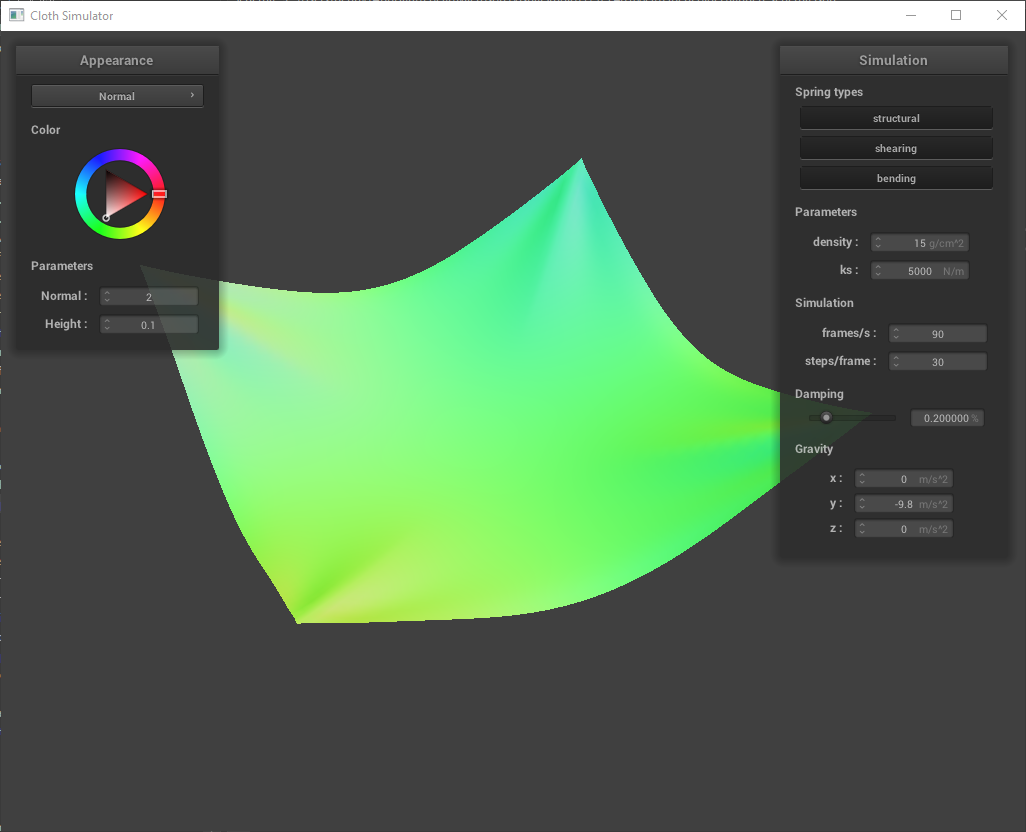 Cloth Simulator
Appearance
Normal
Color
Parameters
Normal : 2
Height : 0.1
Simulation
Spring types
structural
shearing
bending
Parameters
density : 15 g/cm^2
ks : 5000 N/m
Simulation
frames/s : 90
steps/frame : 30
Damping
0.200000 %
Gravity
x : 0 m/s^2
y : -9.8 m/s^2
z : 0 m/s^2